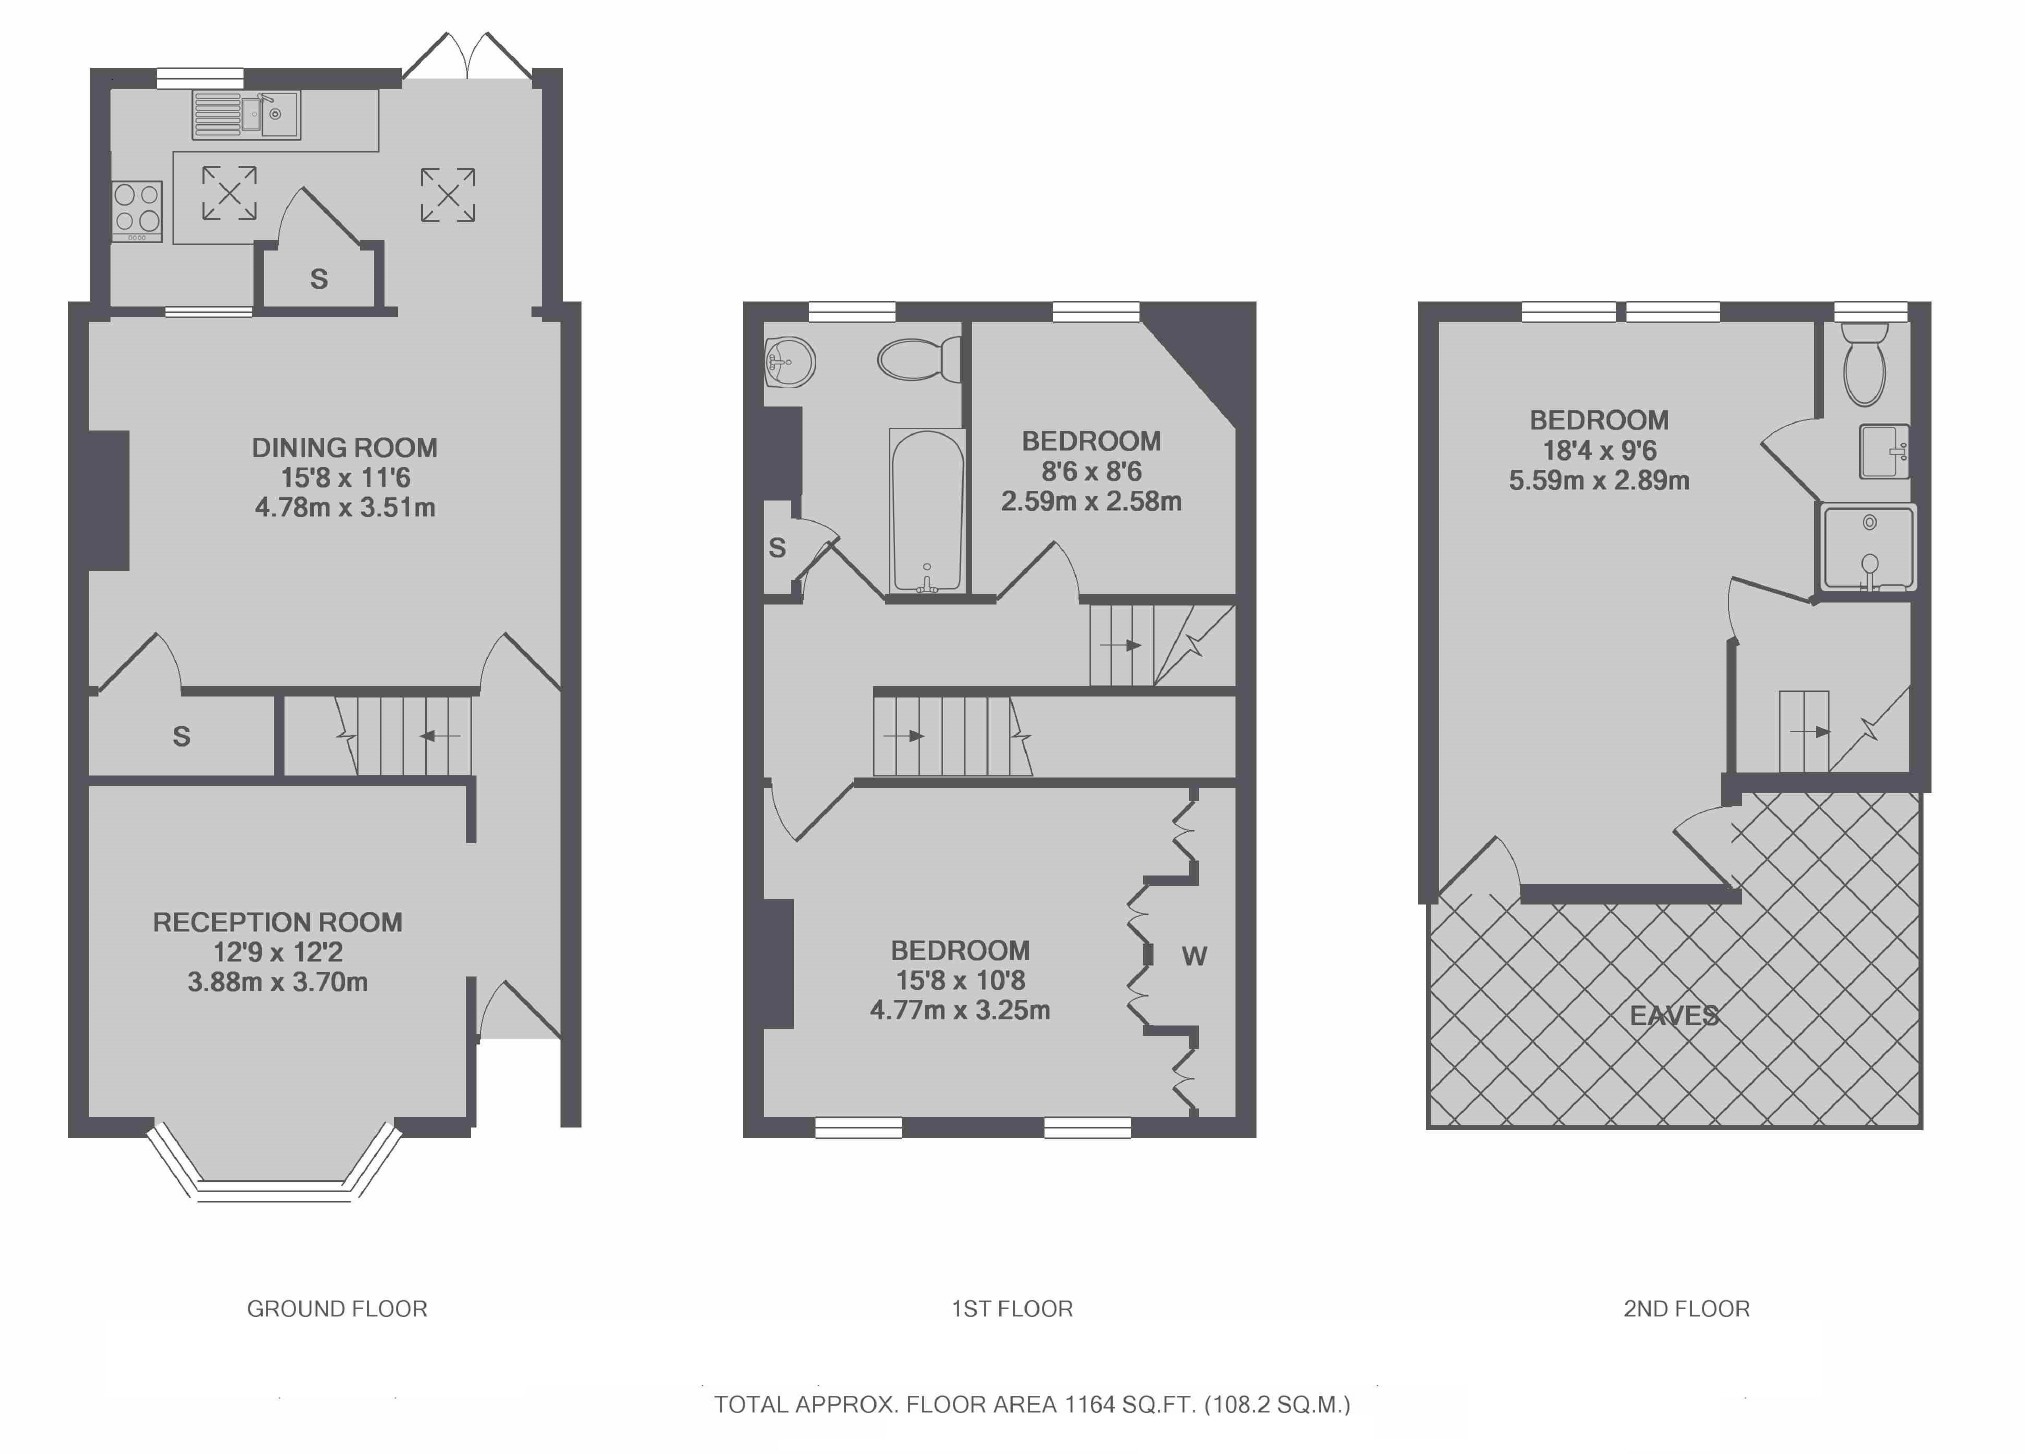 S
DINING ROOM
15'8 x 11'6
4.78m x 3.51m
S
RECEPTION ROOM
12'9 x 12'2
3.88m x 3.70m
BEDROOM
8'6 x 8'6
2.59m x 2.58m
S
BEDROOM
15'8 x 10'8
4.77m x 3.25m
W
BEDROOM
18'4 x 9'6
5.59m x 2.89m
EAVES
GROUND FLOOR
1ST FLOOR
2ND FLOOR
TOTAL APPROX. FLOOR AREA 1164 SQ.FT. (108.2 SQ.M.)